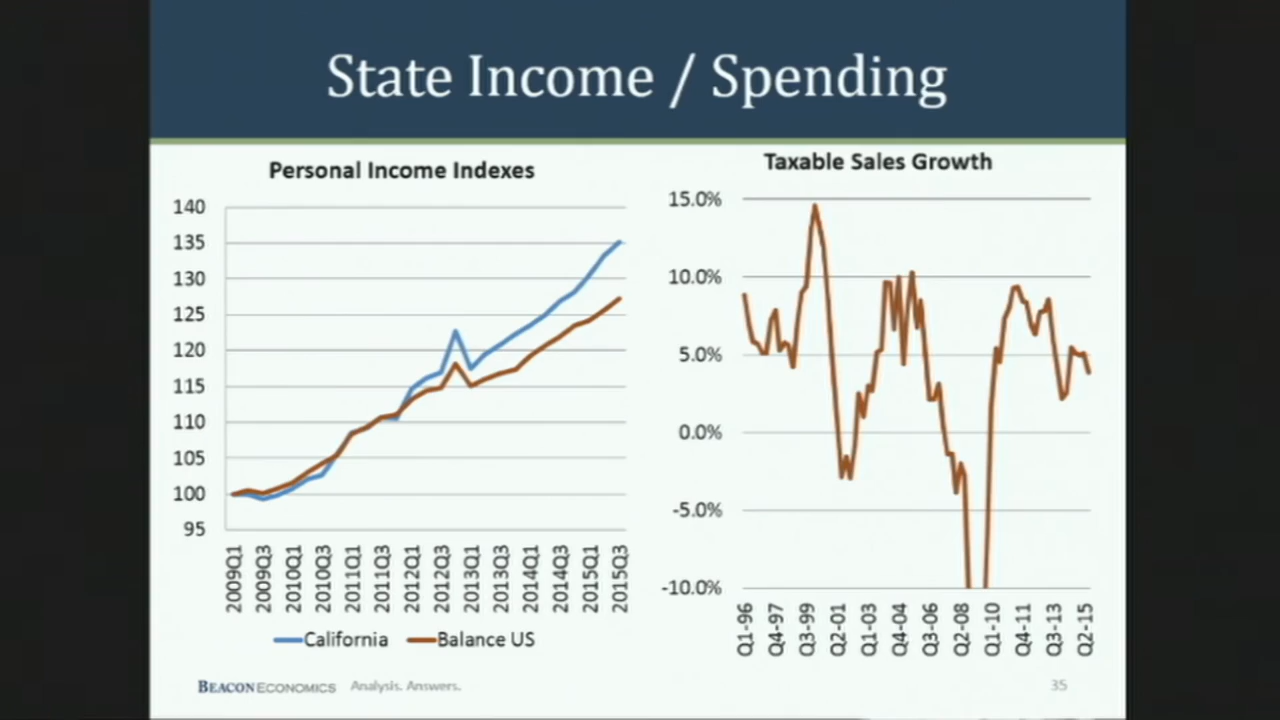 State Income / Spending
Personal Income Indexes
140
135
130
125
120
115
110
105
100
95
2009Q1
2009Q3
2010Q1
2010Q3
2011Q1
2011Q3
2012Q1
2012Q3
2013Q1
2013Q3
2014Q1
2014Q3
2015Q1
2015Q3
California
Balance US
Taxable Sales Growth
15.0%
10.0%
5.0%
0.0%
-5.0%
-10.0%
Q1-96
Q4-97
Q3-99
Q2-01
Q1-03
Q4-04
Q3-06
Q2-08
Q1-10
Q4-11
Q3-13
Q2-15
BEACONECONOMICS Analysis. Answers.
35